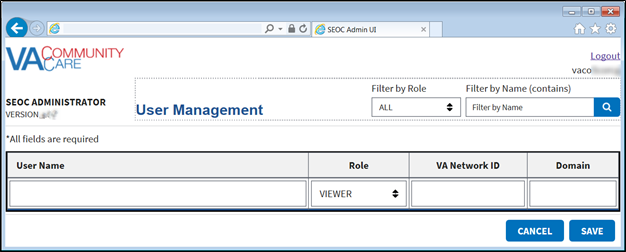 SEOC Admin UI
VA COMMUNITY
CARE
Logout
vaco
Filter by Role
Filter by Name (contains)
SEOC ADMINISTRATOR
VERSION
User Management
ALL
Filter by Name
*All fields are required
User Name
Role
VA Network ID
Domain
VIEWER
CANCEL
SAVE